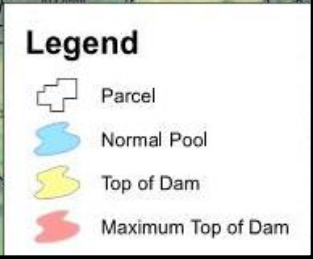 Legend
Parcel
Normal Pool
Top of Dam
Maximum Top of Dam